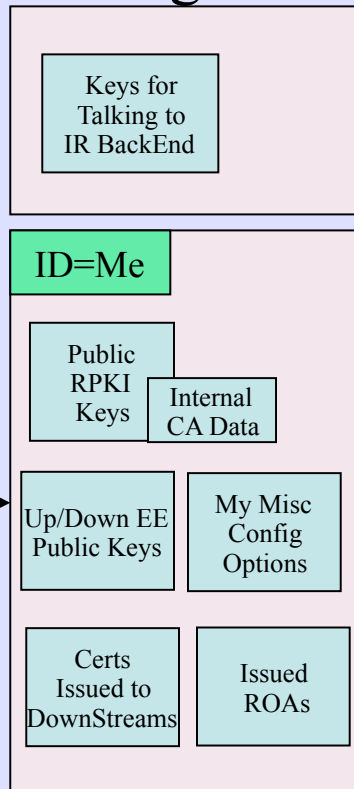 Keys for
Talking to
IR BackEnd
ID=Me
Public
RPKI
Keys
Internal
CA Data
Up/Down EE
Public Keys
My Misc
Config
Options
Certs
Issued to
DownStreams
Issued
ROAs